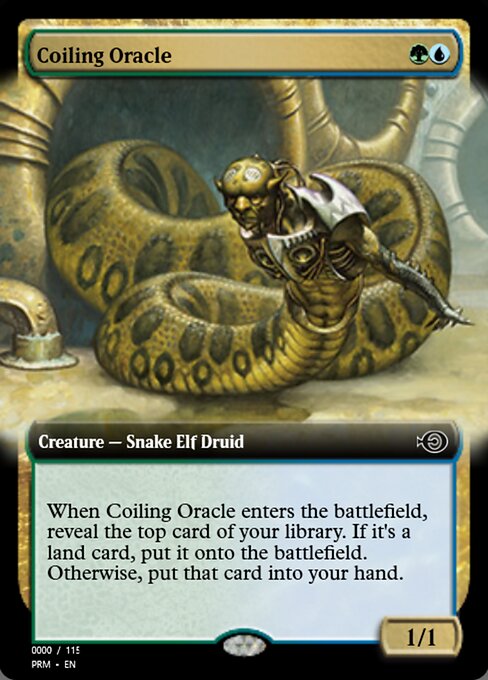 Coiling Oracle
Creature — Snake Elf Druid
When Coiling Oracle enters the battlefield,
reveal the top card of your library. If it's a
land card, put it onto the battlefield.
Otherwise, put that card into your hand.
1/1
0000 / 115
PRM • EN